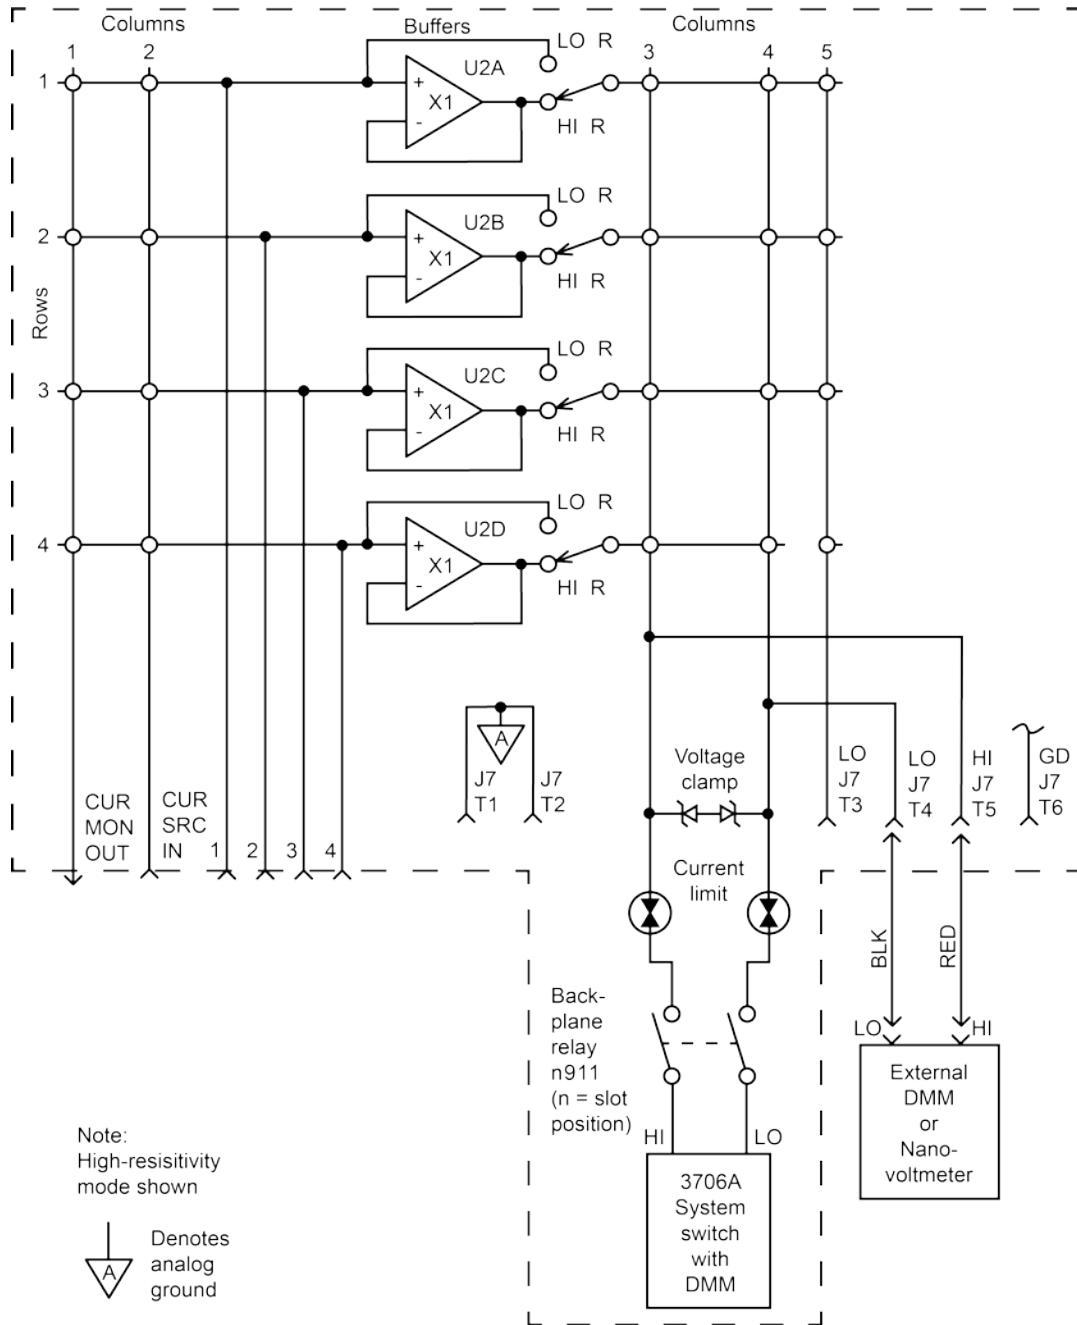 Columns
Buffers
Columns
1
2
3
4
5
LO R
U2A
1
+
X1
-
HI R
LO R
U2B
2
+
X1
-
HI R
Rows
LO R
U2C
3
+
X1
-
HI R
LO R
U2D
4
+
X1
-
HI R
A
J7
T1
J7
T2
Voltage
clamp
LO
J7
T3
LO
J7
T4
HI
J7
T5
GD
J7
T6
CUR
MON
OUT
CUR
SRC
IN
1
2
3
4
Current
limit
BLK
RED
Back-
plane
relay
n911
(n = slot
position)
LO
HI
External
DMM
or
Nano-
voltmeter
HI
LO
3706A
System
switch
with
DMM
Note:
High-resisitivity
mode shown
A
Denotes
analog
ground